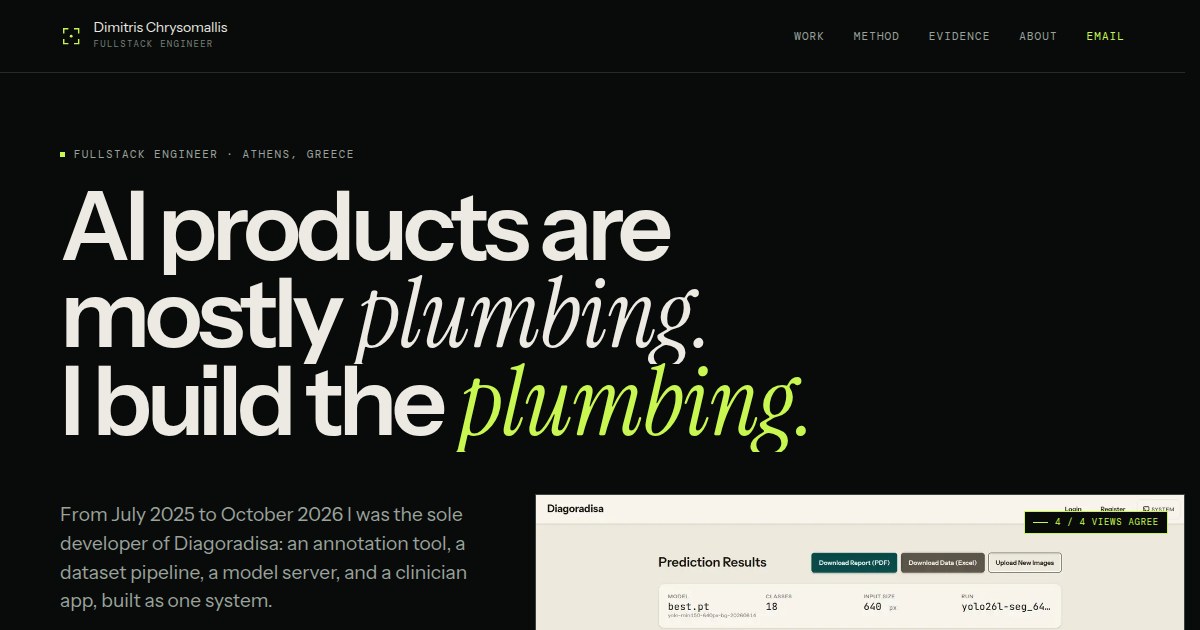 Dimitris Chrysomallis
FULLSTACK ENGINEER
WORK METHOD EVIDENCE ABOUT EMAIL
FULLSTACK ENGINEER · ATHENS, GREECE
AI products are
mostly plumbing.
I build the plumbing.
From July 2025 to October 2026 I was the sole
developer of Diagoradisa: an annotation tool, a
dataset pipeline, a model server, and a clinician
app, built as one system.
Diagoradisa
Login Register SYSTEM
4 / 4 VIEWS AGREE
Prediction Results
Download Report (PDF) Download Data (Excel) Upload New Images
MODEL CLASSES INPUT SIZE RUN
best.pt 18 640 px yolo26l-seg_64…